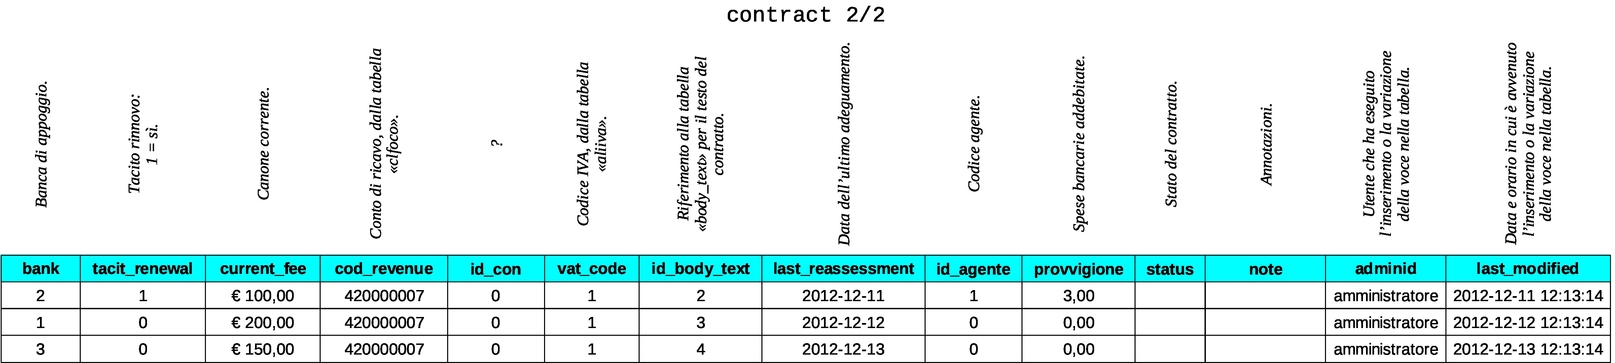 contract 2/2
Banca di appoggio.
Tacito rinnovo:
1 = sì.
Canone corrente.
Conto di ricavo, dalla tabella
«clfoco».
?
Codice IVA, dalla tabella
«aliiva».
Riferimento alla tabella
«body_text» per il testo del
contratto.
Data dell'ultimo adeguamento.
Codice agente.
Spese bancarie addebitate.
Stato del contratto.
Annotazioni.
Utente che ha eseguito
l'inserimento o la variazione
della voce nella tabella.
Data e orario in cui è avvenuto
l'inserimento o la variazione
della voce nella tabella.
bank tacit_renewal current_fee cod_revenue id_con vat_code id_body_text last_reassessment id_agente provvigione status note adminid last_modified
2 1 € 100,00 420000007 0 1 2 2012-12-11 1 3,00 amministratore 2012-12-11 12:13:14
1 0 € 200,00 420000007 0 1 3 2012-12-12 0 0,00 amministratore 2012-12-12 12:13:14
3 0 € 150,00 420000007 0 1 4 2012-12-13 0 0,00 amministratore 2012-12-13 12:13:14